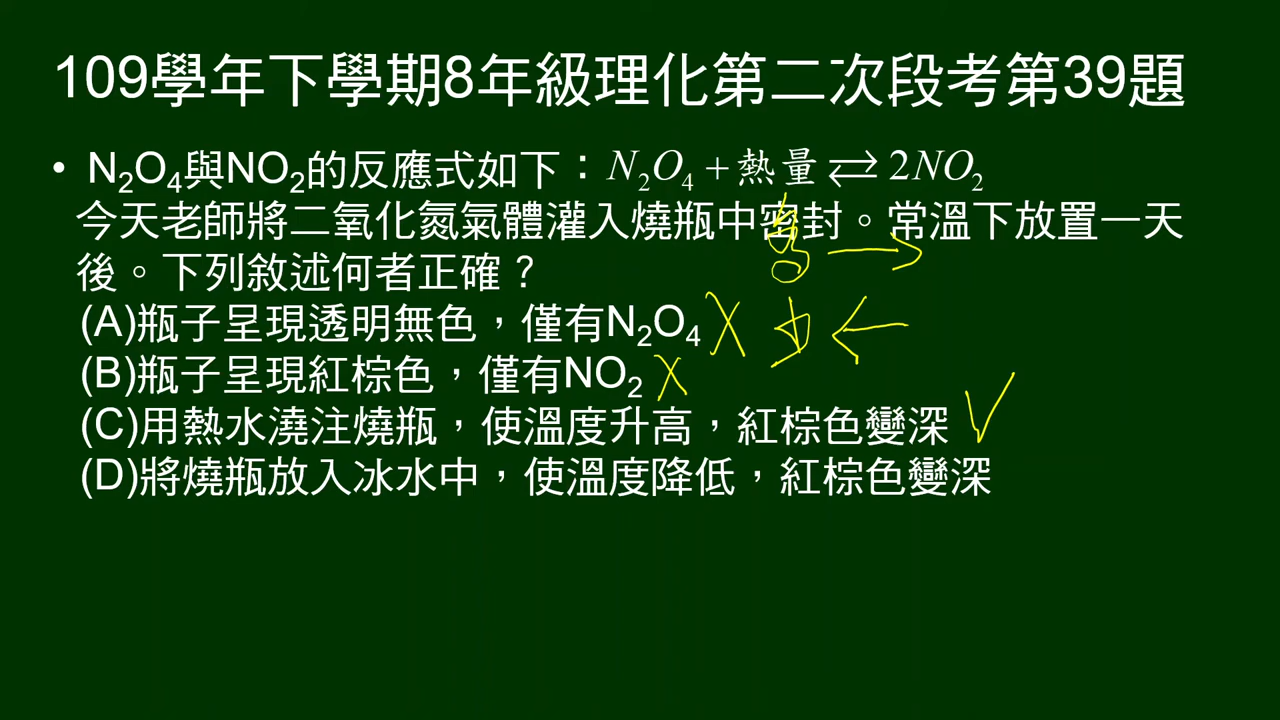 109學年下學期8年級理化第二次段考第39題
• N₂O₄與NO₂的反應式如下：N₂O₄ + 熱量 ⇄ 2NO₂
今天老師將二氧化氮氣體灌入燒瓶中密封。常溫下放置一天
後。下列敘述何者正確？
(A)瓶子呈現透明無色，僅有N₂O₄ X
(B)瓶子呈現紅棕色，僅有NO₂ X
(C)用熱水澆注燒瓶，使溫度升高，紅棕色變深 ✓
(D)將燒瓶放入冰水中，使溫度降低，紅棕色變深